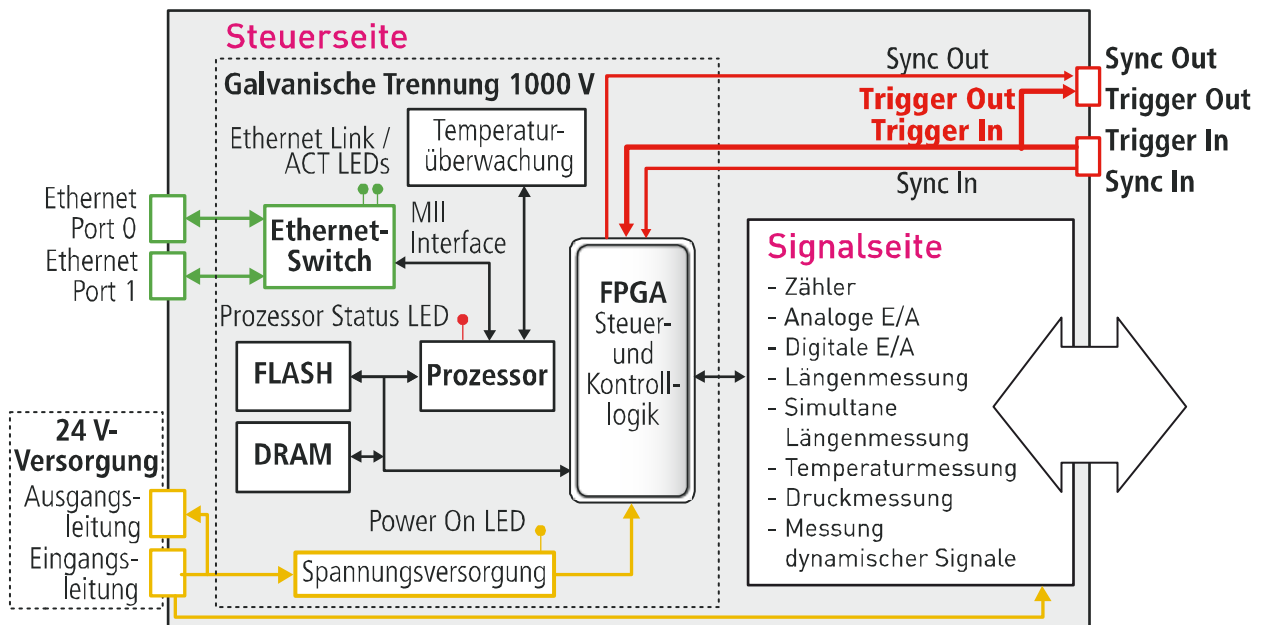 Steuerseite
Galvanische Trennung 1000 V
Sync Out
Trigger Out
Trigger In
Sync In
Sync Out
Trigger Out
Trigger In
Sync In
Ethernet Link /
ACT LEDs
Temperatur-
überwachung
Ethernet
Port 0
Ethernet
Port 1
Ethernet-
Switch
MII
Interface
Prozessor Status LED
FLASH
Prozessor
DRAM
FPGA
Steuer-
und
Kontroll-
logik
Signalseite
- Zähler
- Analoge E/A
- Digitale E/A
- Längenmessung
- Simultane
Längenmessung
- Temperaturmessung
- Druckmessung
- Messung
dynamischer Signale
24 V-
Versorgung
Ausgangs-
leitung
Eingangs-
leitung
Power On LED
Spannungsversorgung